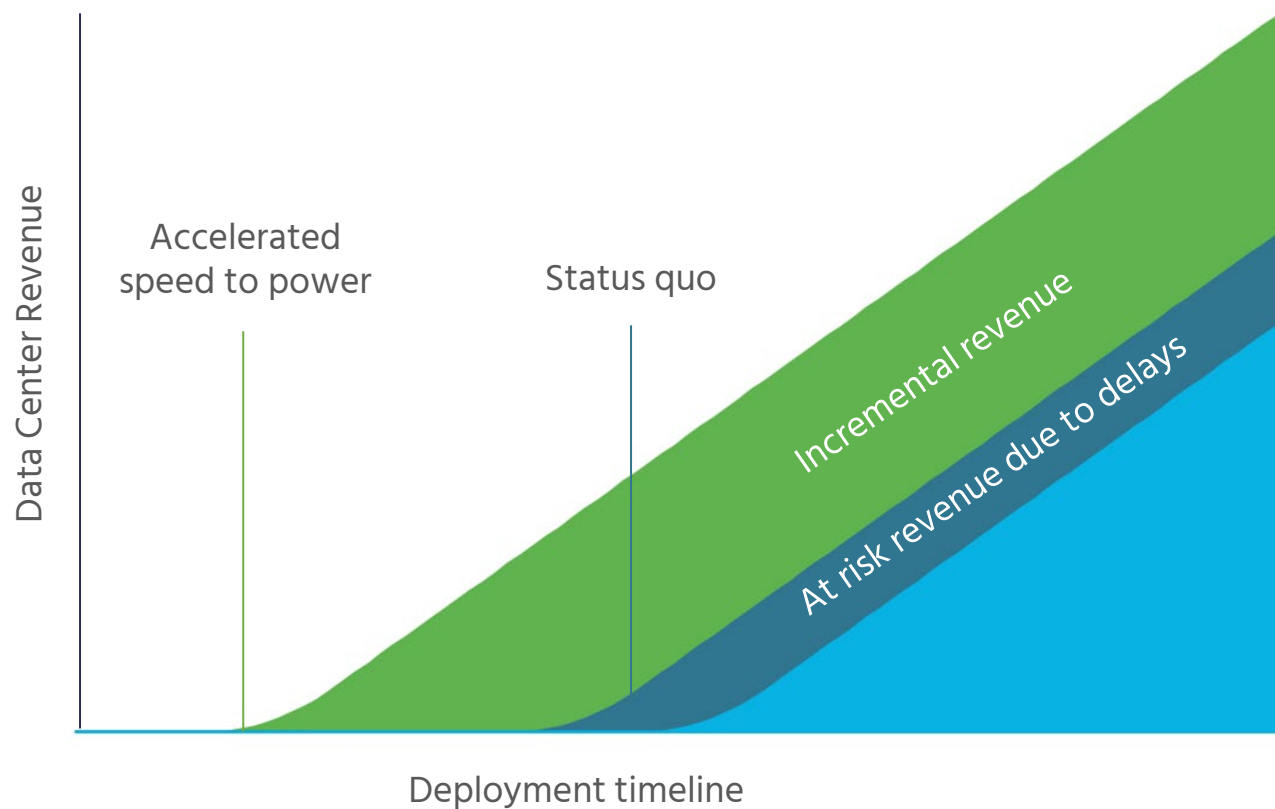 Data Center Revenue
Accelerated
speed to power
Status quo
Incremental revenue
At risk revenue due to delays
Deployment timeline